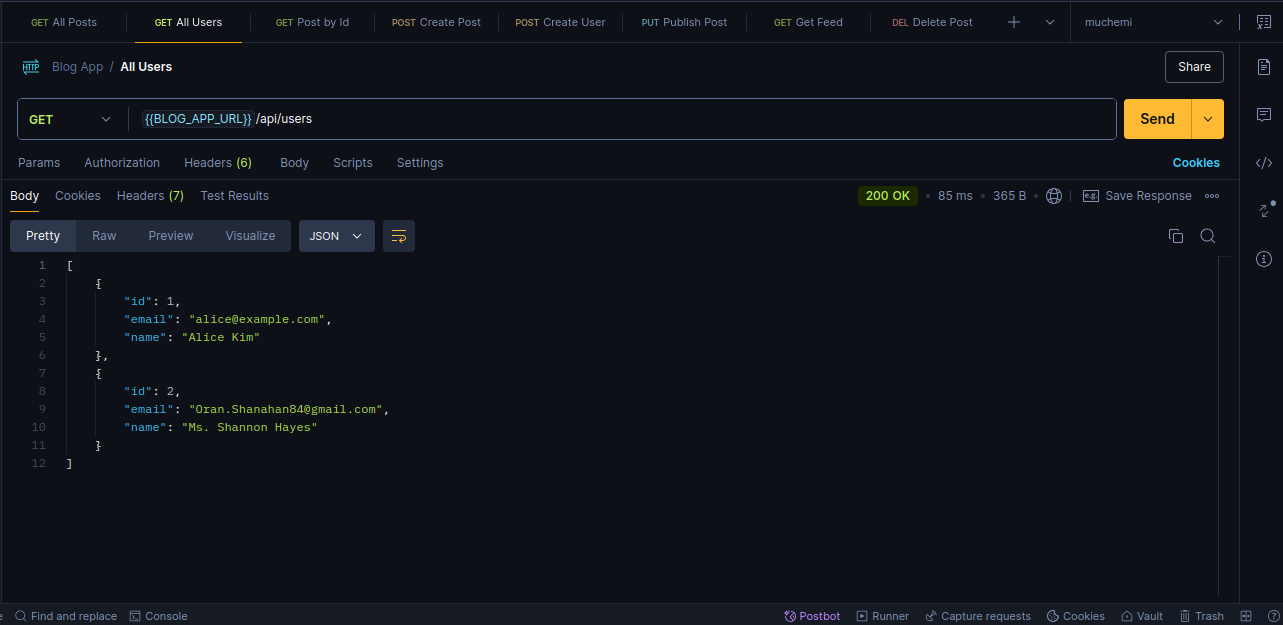 GET All Posts GET All Users GET Post by Id POST Create Post POST Create User PUT Publish Post GET Get Feed DEL Delete Post muchemi
HTTP Blog App / All Users Share
GET {{BLOG_APP_URL}} /api/users Send
Params Authorization Headers (6) Body Scripts Settings Cookies
Body Cookies Headers (7) Test Results 200 OK • 85 ms • 365 B • e.g. Save Response
Pretty Raw Preview Visualize JSON
1 [
2 {
3 "id": 1,
4 "email": "alice@example.com",
5 "name": "Alice Kim"
6 },
7 {
8 "id": 2,
9 "email": "Oran.Shanahan84@gmail.com",
10 "name": "Ms. Shannon Hayes"
11 }
12 ]
Find and replace Console Postbot Runner Capture requests Cookies Vault Trash